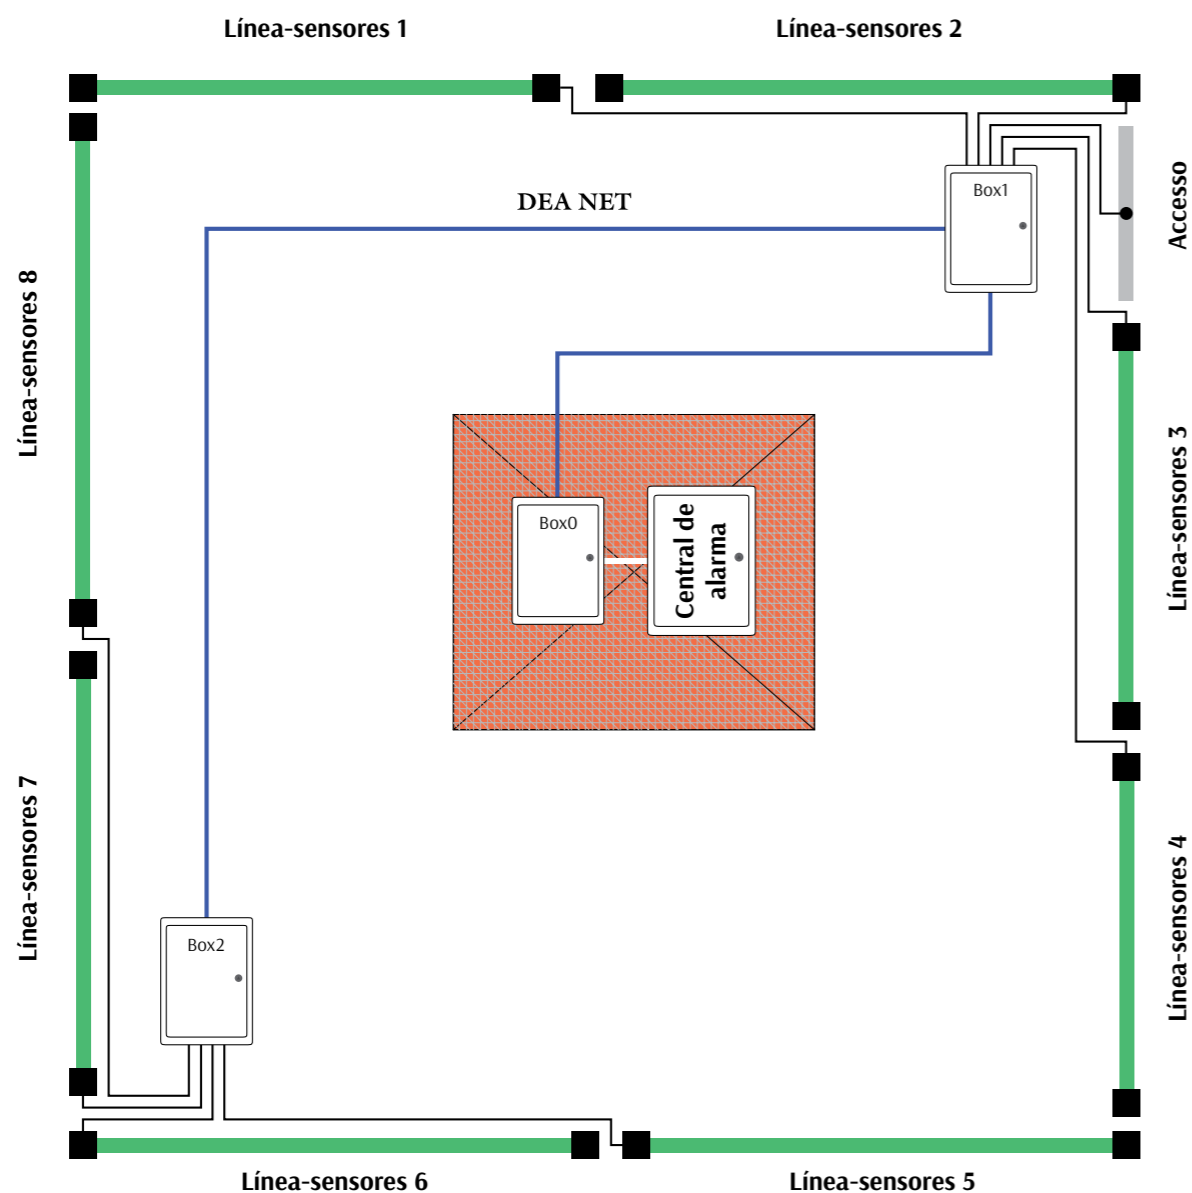 Línea-sensores 1
Línea-sensores 2
Box1
Accesso
DEA NET
Línea-sensores 8
Línea-sensores 3
Box0
Central de
alarma
Línea-sensores 7
Línea-sensores 4
Box2
Línea-sensores 6
Línea-sensores 5